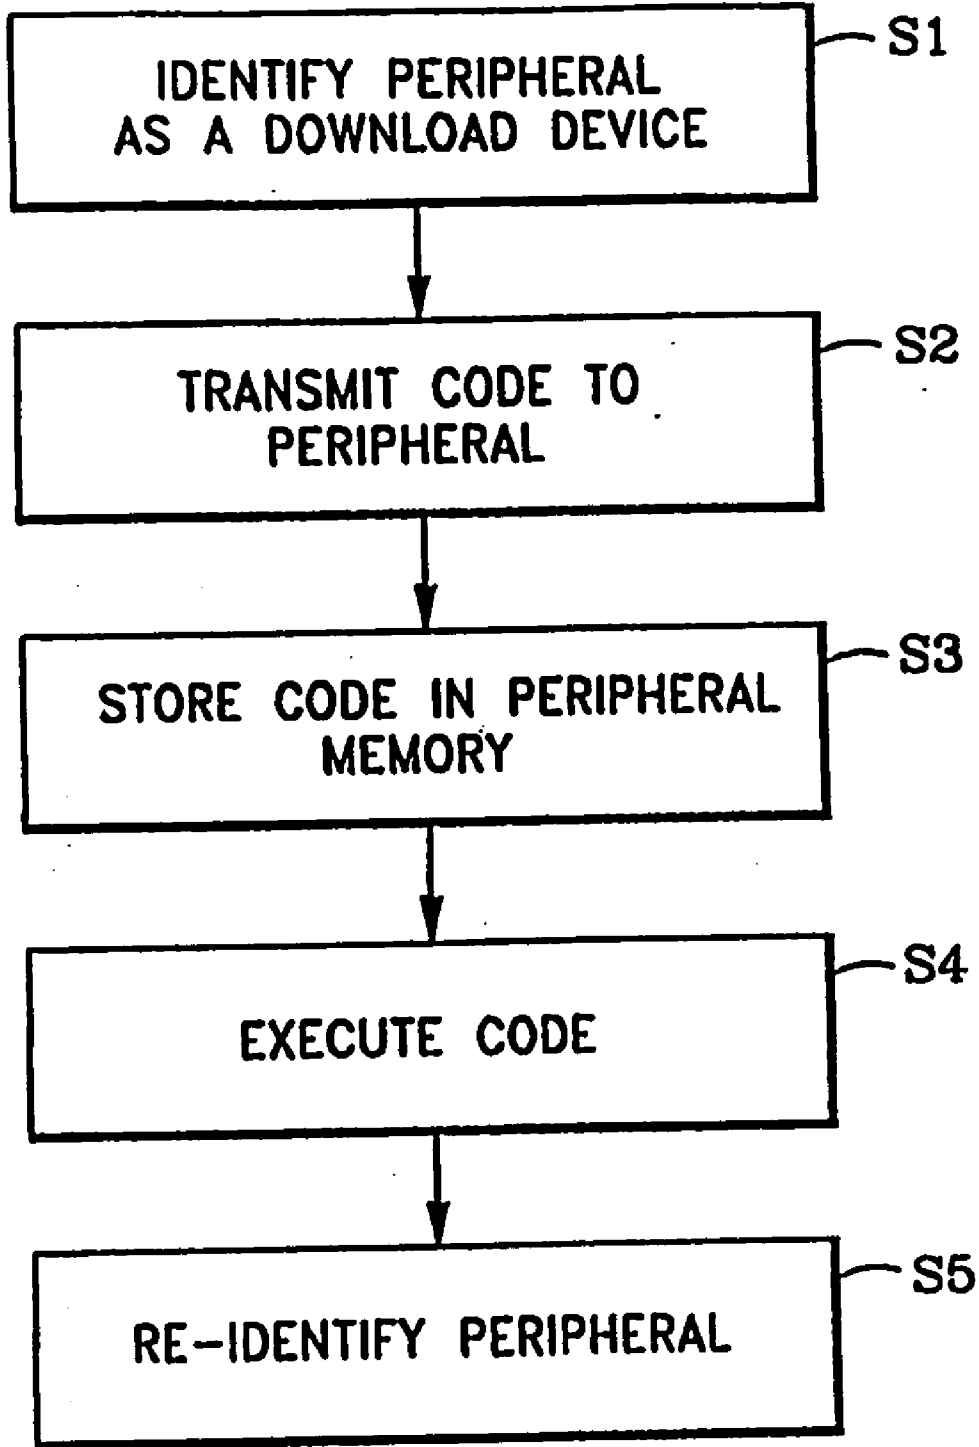 IDENTIFY PERIPHERAL
AS A DOWNLOAD DEVICE
S1
TRANSMIT CODE TO
PERIPHERAL
S2
STORE CODE IN PERIPHERAL
MEMORY
S3
EXECUTE CODE
S4
RE-IDENTIFY PERIPHERAL
S5